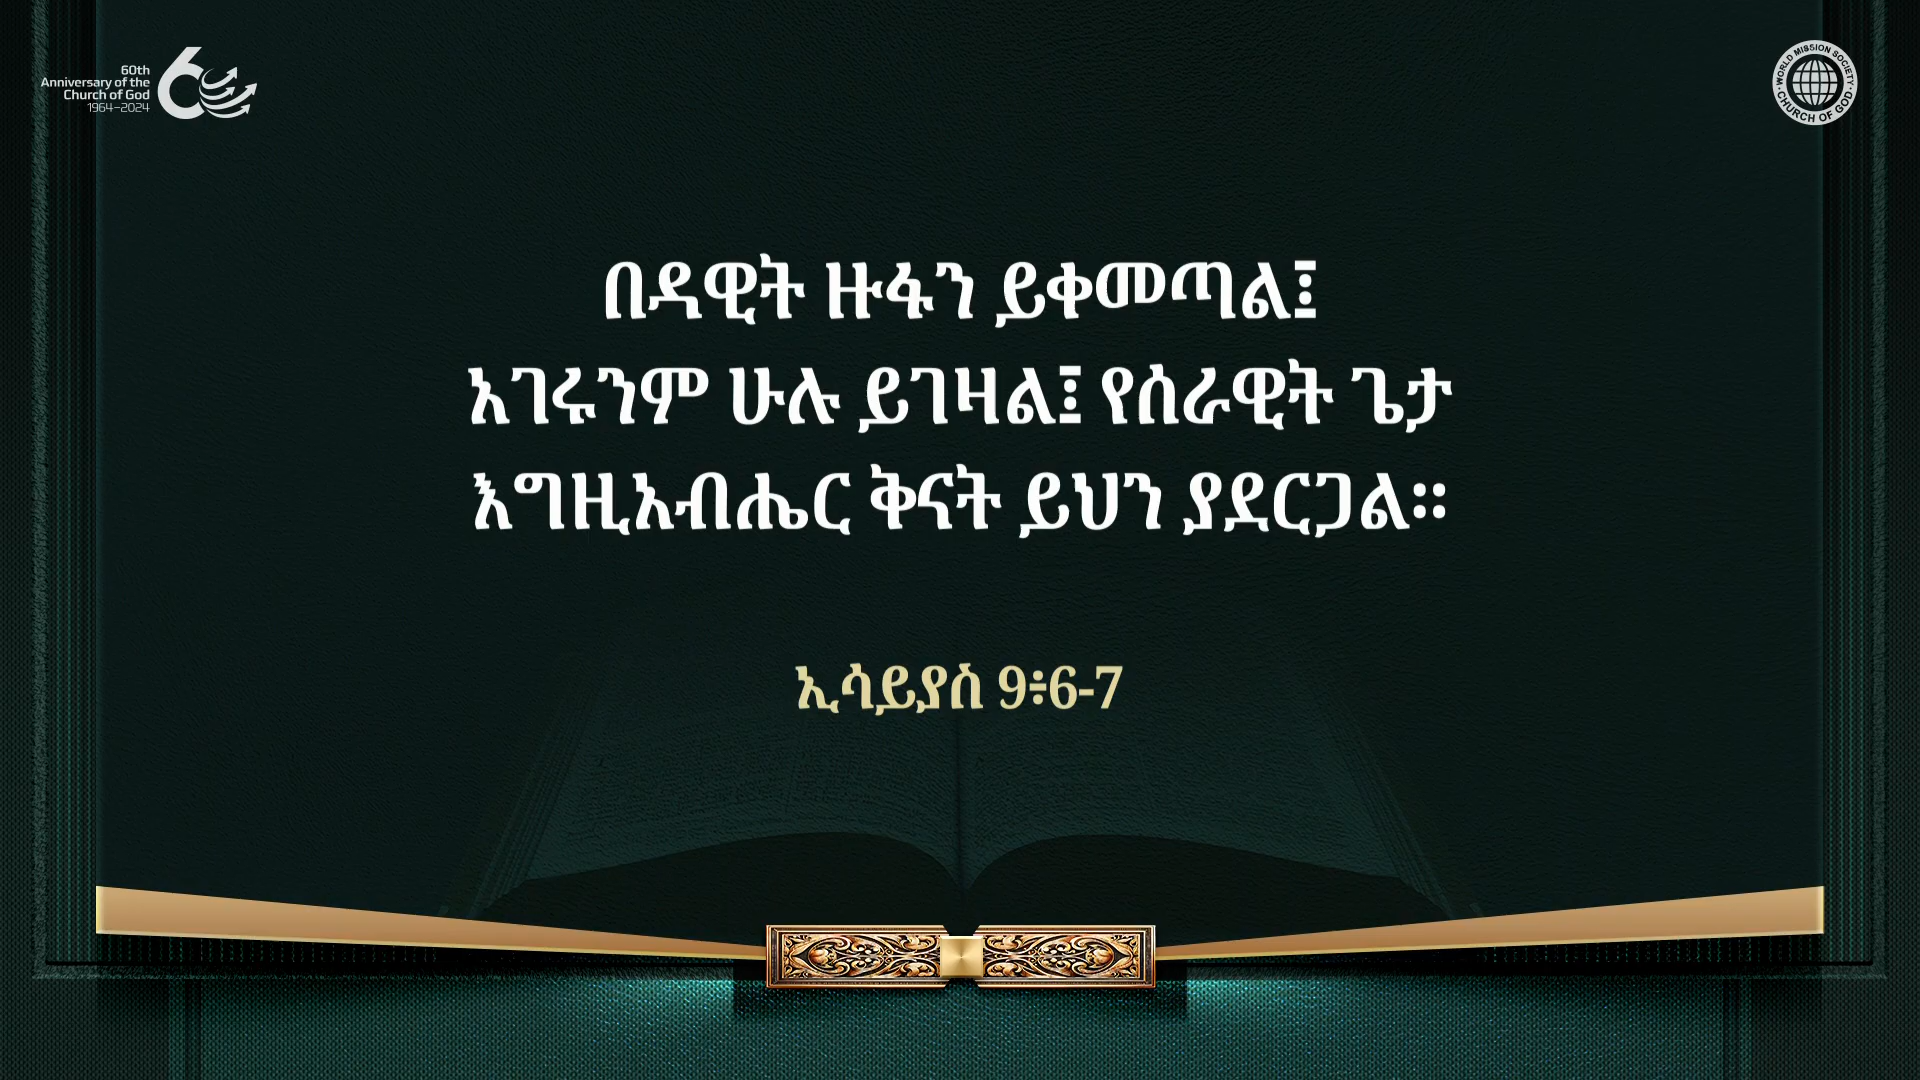 60th
Anniversary of the
Church of God
1964–2024
60
WORLD MISSION SOCIETY
CHURCH OF GOD
በዳዊት ዙፋን ይቀመጣል፤
አገሩንም ሁሉ ይገዛል፤ የሰራዊት ጌታ
እግዚአብሔር ቅናት ይህን ያደርጋል።
ኢሳይያስ 9፥6-7